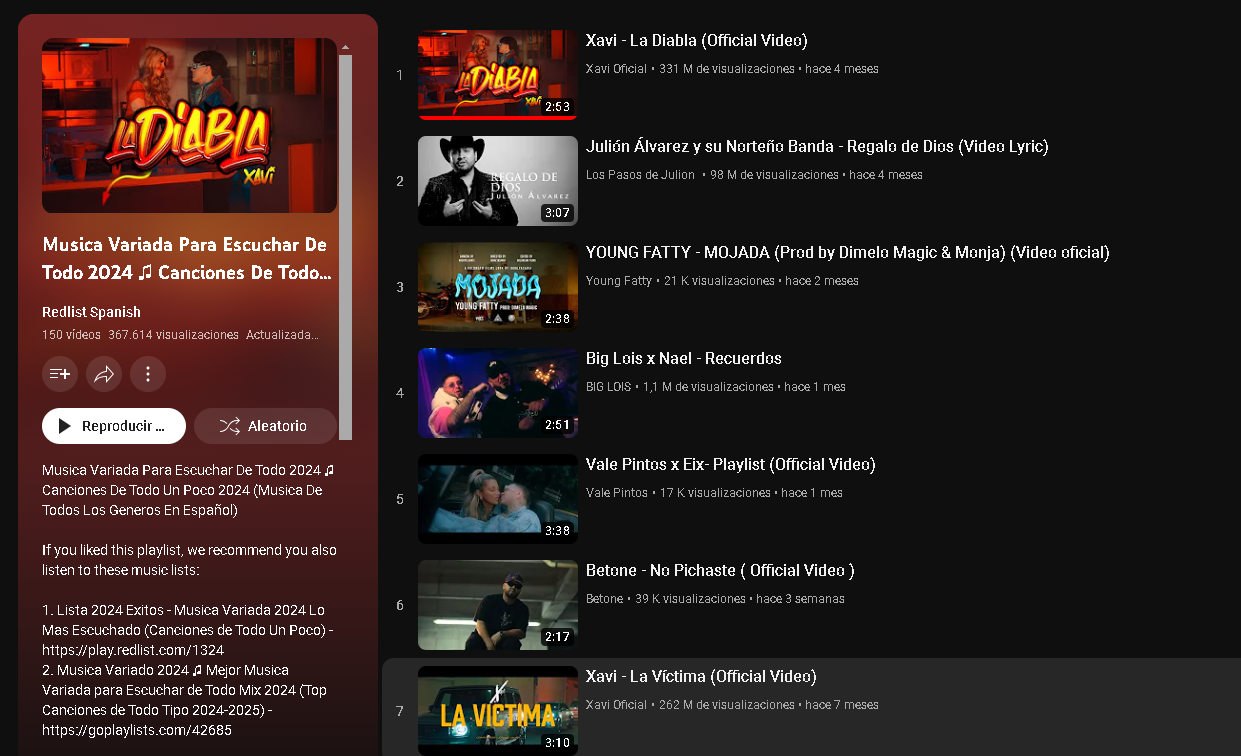 LA DIABLA
XAVI
Musica Variada Para Escuchar De
Todo 2024 ♫ Canciones De Todo...
Redlist Spanish
150 vídeos 367.614 visualizaciones Actualizada...
Reproducir ...
Aleatorio
Musica Variada Para Escuchar De Todo 2024 ♫
Canciones De Todo Un Poco 2024 (Musica De
Todos Los Generos En Español)
If you liked this playlist, we recommend you also
listen to these music lists:
1. Lista 2024 Exitos - Musica Variada 2024 Lo
Mas Escuchado (Canciones de Todo Un Poco) -
https://play.redlist.com/1324
2. Musica Variado 2024 ♫ Mejor Musica
Variada para Escuchar de Todo Mix 2024 (Top
Canciones de Todo Tipo 2024-2025) -
https://goplaylists.com/42685
1
LA DIABLA
XAVI
2:53
Xavi - La Diabla (Official Video)
Xavi Oficial • 331 M de visualizaciones • hace 4 meses
2
REGALO DE
DIOS
JULIÓN ÁLVAREZ
3:07
Julión Álvarez y su Norteño Banda - Regalo de Dios (Video Lyric)
Los Pasos de Julion • 98 M de visualizaciones • hace 4 meses
3
MOJADA
YOUNG FATTY
2:38
YOUNG FATTY - MOJADA (Prod by Dimelo Magic & Monja) (Video oficial)
Young Fatty • 21 K visualizaciones • hace 2 meses
4
2:51
Big Lois x Nael - Recuerdos
BIG LOIS • 1,1 M de visualizaciones • hace 1 mes
5
3:38
Vale Pintos x Eix- Playlist (Official Video)
Vale Pintos • 17 K visualizaciones • hace 1 mes
6
2:17
Betone - No Pichaste ( Official Video )
Betone • 39 K visualizaciones • hace 3 semanas
7
LA VICTIMA
3:10
Xavi - La Víctima (Official Video)
Xavi Oficial • 262 M de visualizaciones • hace 7 meses